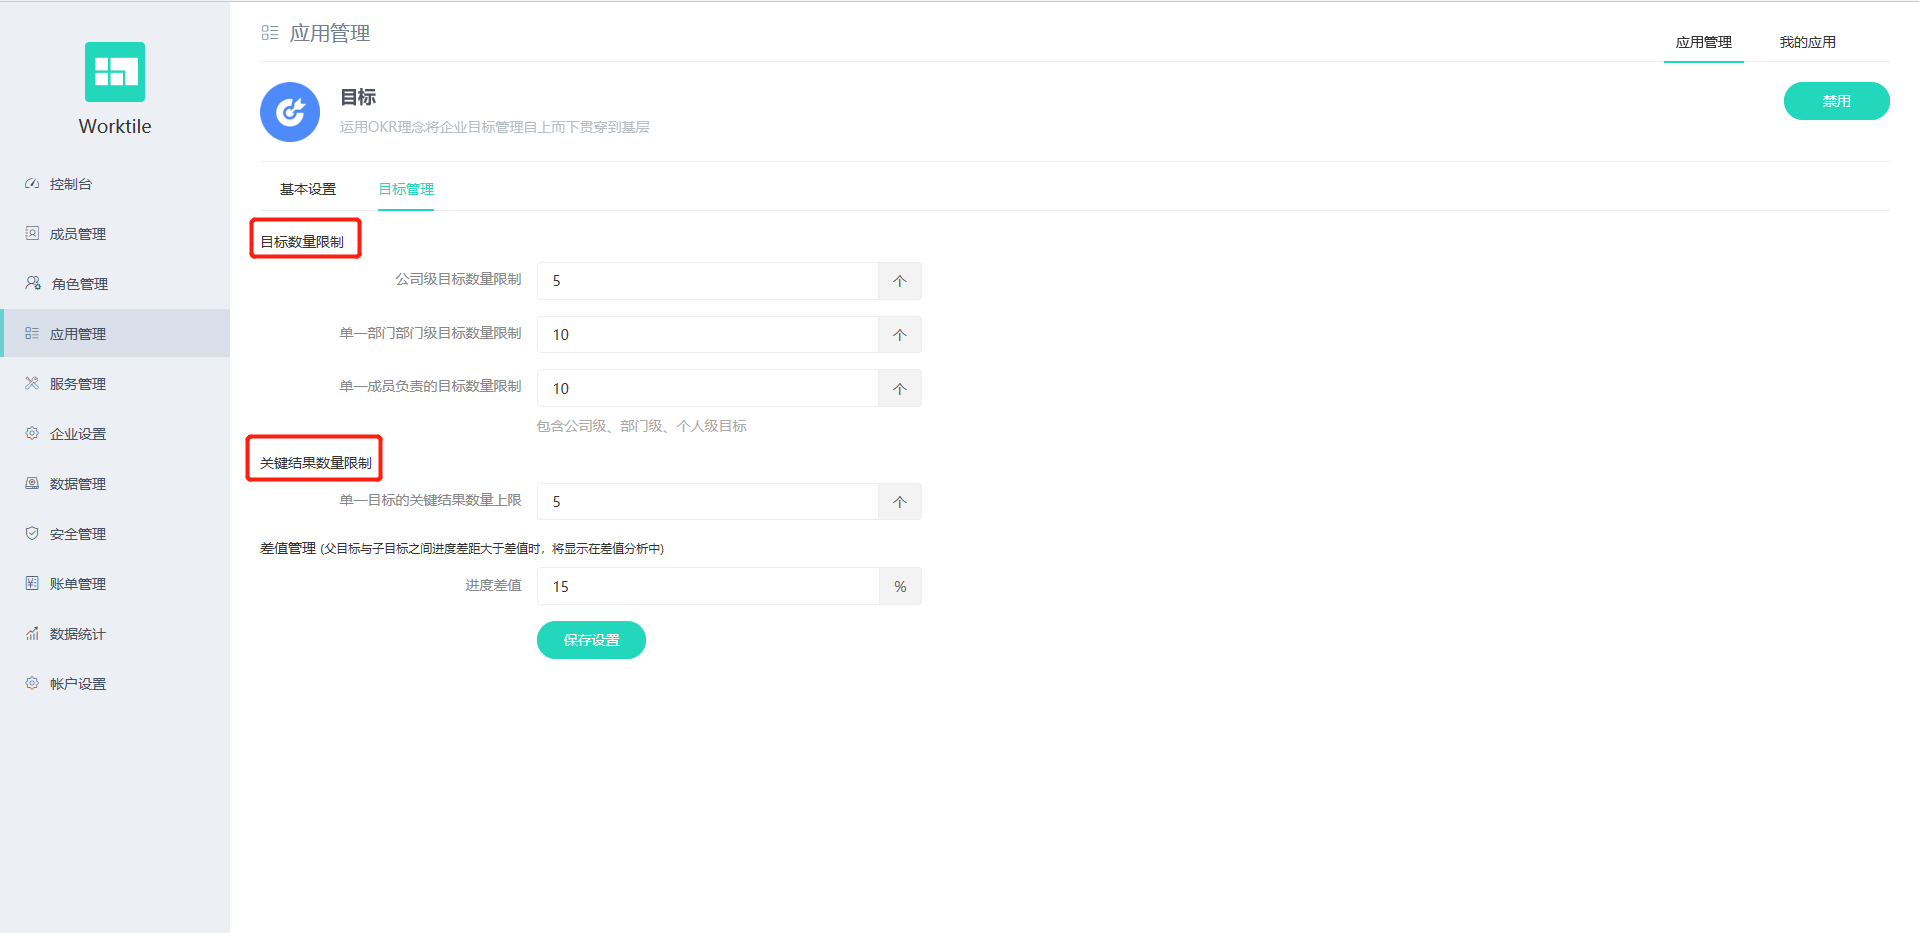 Worktile
控制台
成员管理
角色管理
应用管理
服务管理
企业设置
数据管理
安全管理
账单管理
数据统计
帐户设置
应用管理
应用管理 我的应用
目标
运用OKR理念将企业目标管理自上而下贯穿到基层
禁用
基本设置 目标管理
目标数量限制
公司级目标数量限制 5 个
单一部门部门级目标数量限制 10 个
单一成员负责的目标数量限制 10 个
包含公司级、部门级、个人级目标
关键结果数量限制
单一目标的关键结果数量上限 5 个
差值管理 (父目标与子目标之间进度差距大于差值时，将显示在差值分析中)
进度差值 15 %
保存设置